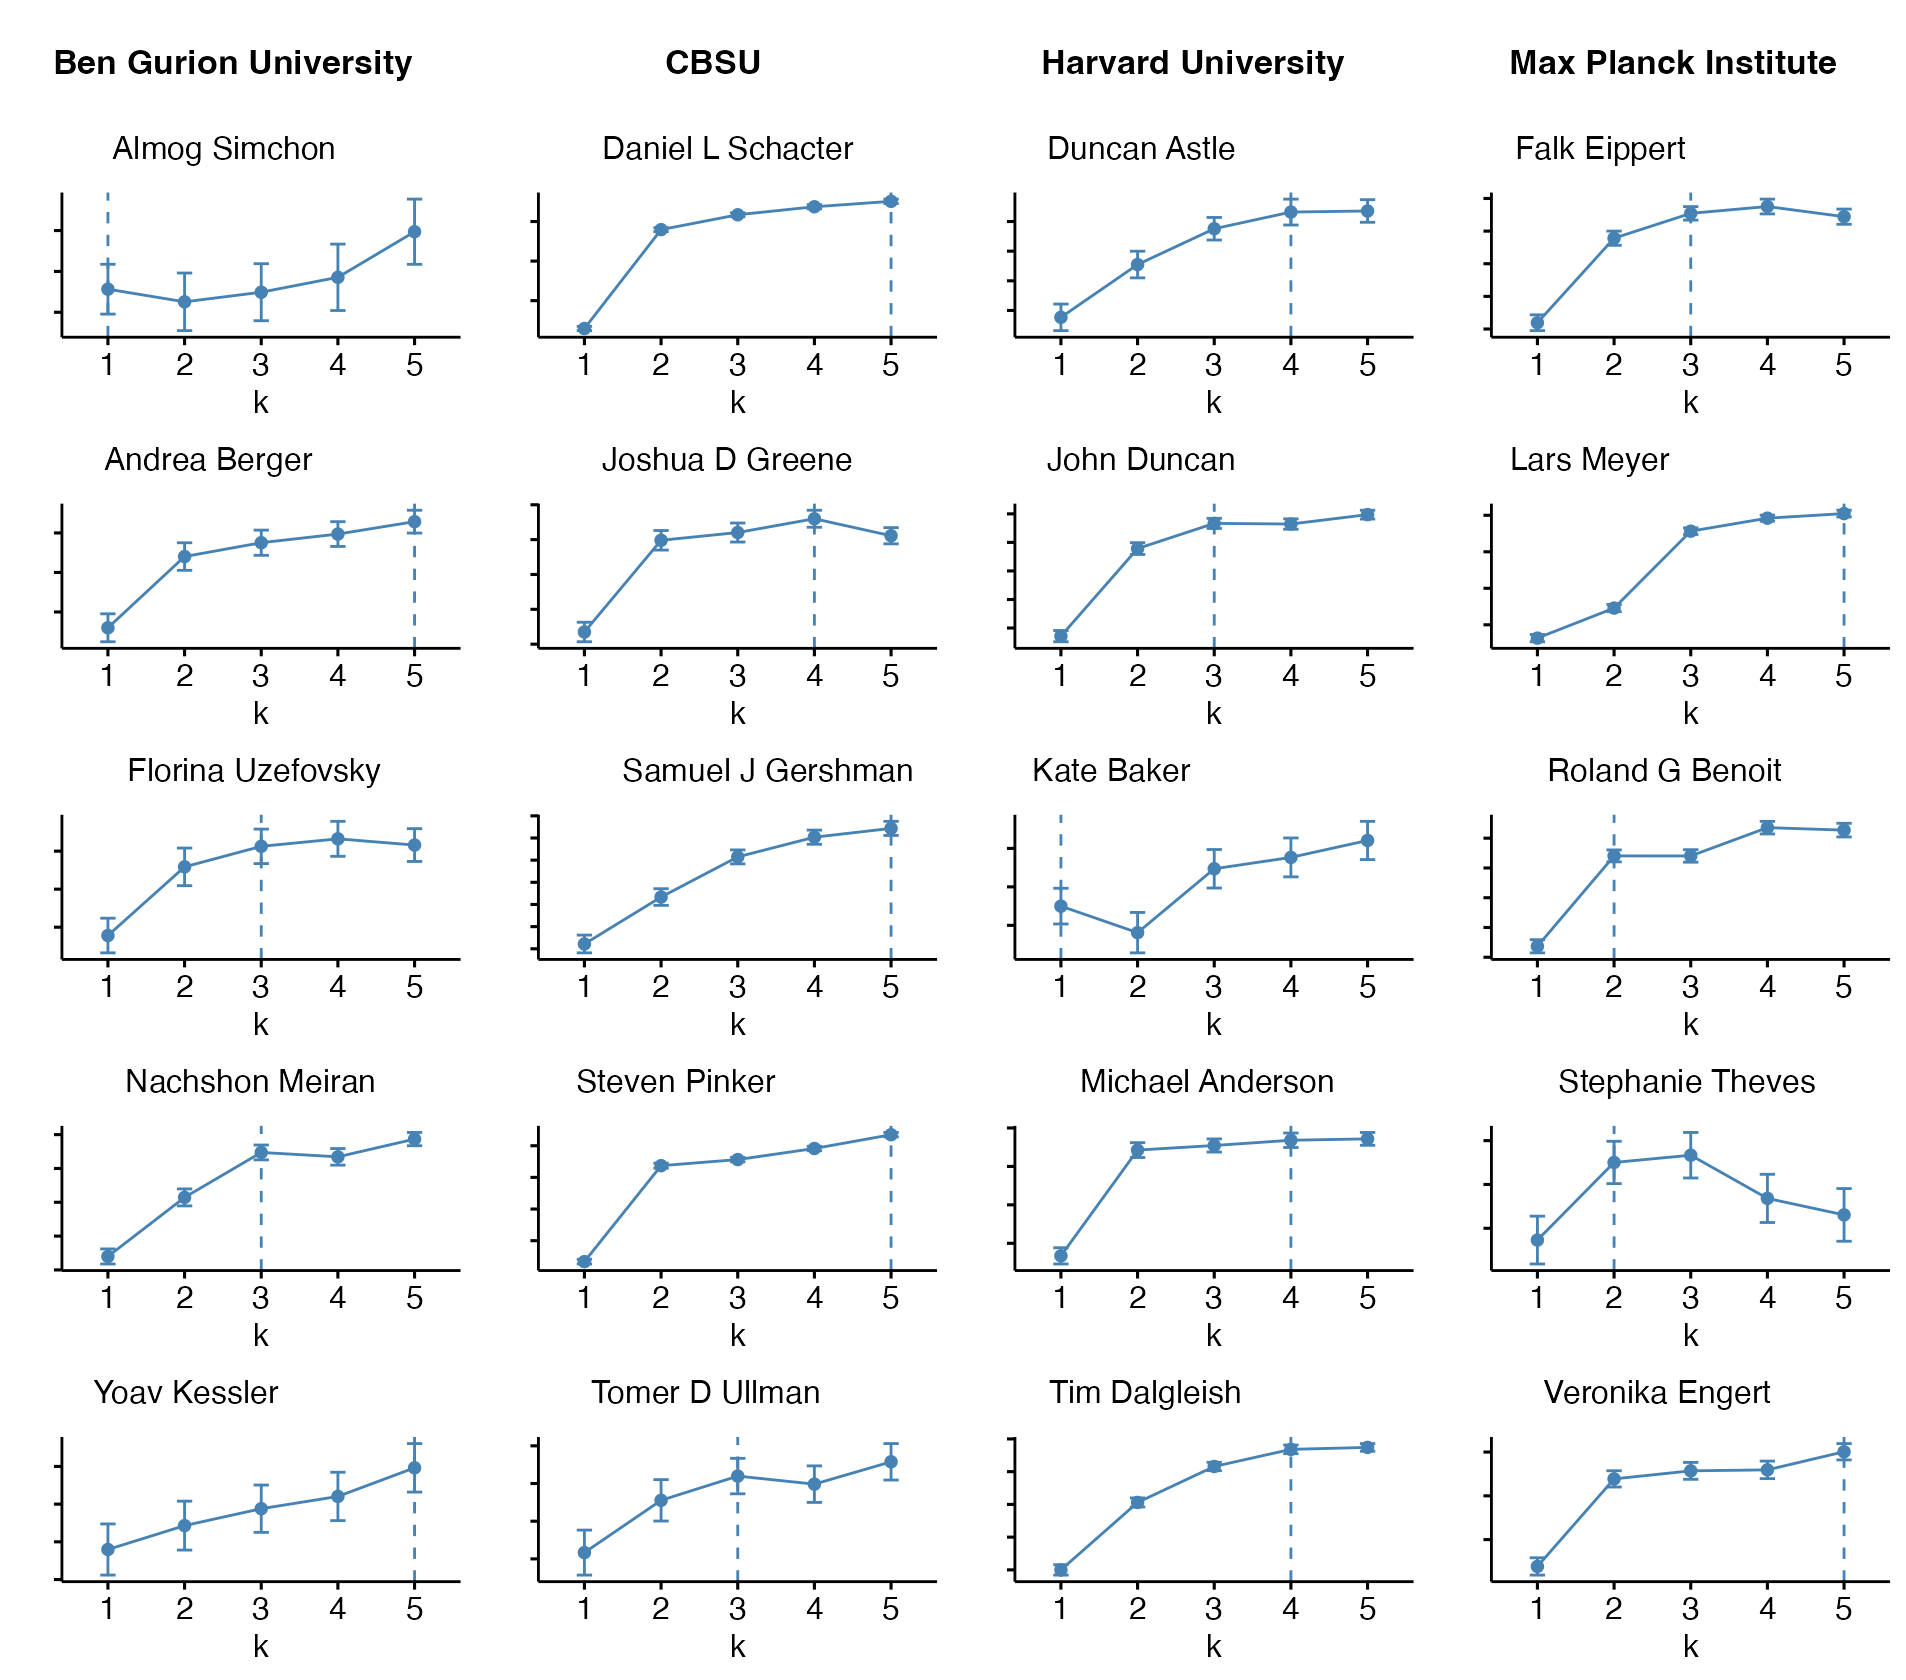 Ben Gurion University CBSU Harvard University Max Planck Institute
Almog Simchon Daniel L Schacter Duncan Astle Falk Eippert
1 2 3 4 5 1 2 3 4 5 1 2 3 4 5 1 2 3 4 5
k k k k
Andrea Berger Joshua D Greene John Duncan Lars Meyer
1 2 3 4 5 1 2 3 4 5 1 2 3 4 5 1 2 3 4 5
k k k k
Florina Uzefovsky Samuel J Gershman Kate Baker Roland G Benoit
1 2 3 4 5 1 2 3 4 5 1 2 3 4 5 1 2 3 4 5
k k k k
Nachshon Meiran Steven Pinker Michael Anderson Stephanie Theves
1 2 3 4 5 1 2 3 4 5 1 2 3 4 5 1 2 3 4 5
k k k k
Yoav Kessler Tomer D Ullman Tim Dalgleish Veronika Engert
1 2 3 4 5 1 2 3 4 5 1 2 3 4 5 1 2 3 4 5
k k k k